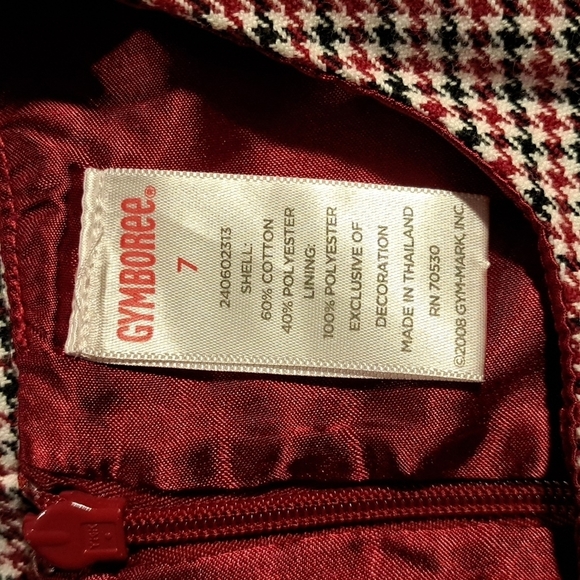 GYMBOREE®
7
240602313
SHELL:
60% COTTON
40% POLYESTER
LINING:
100% POLYESTER
EXCLUSIVE OF
DECORATION
MADE IN THAILAND
RN 70530
©2008 GYM-MARK, INC.